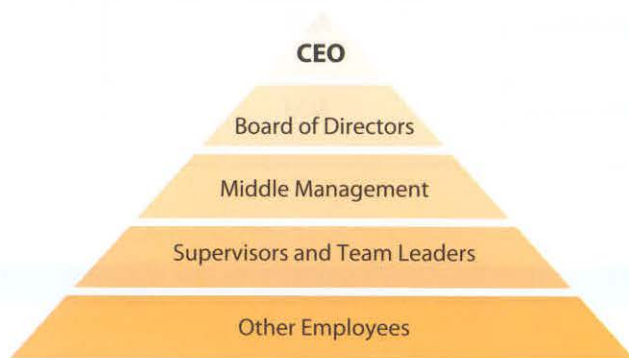 CEO
Board of Directors
Middle Management
Supervisors and Team Leaders
Other Employees